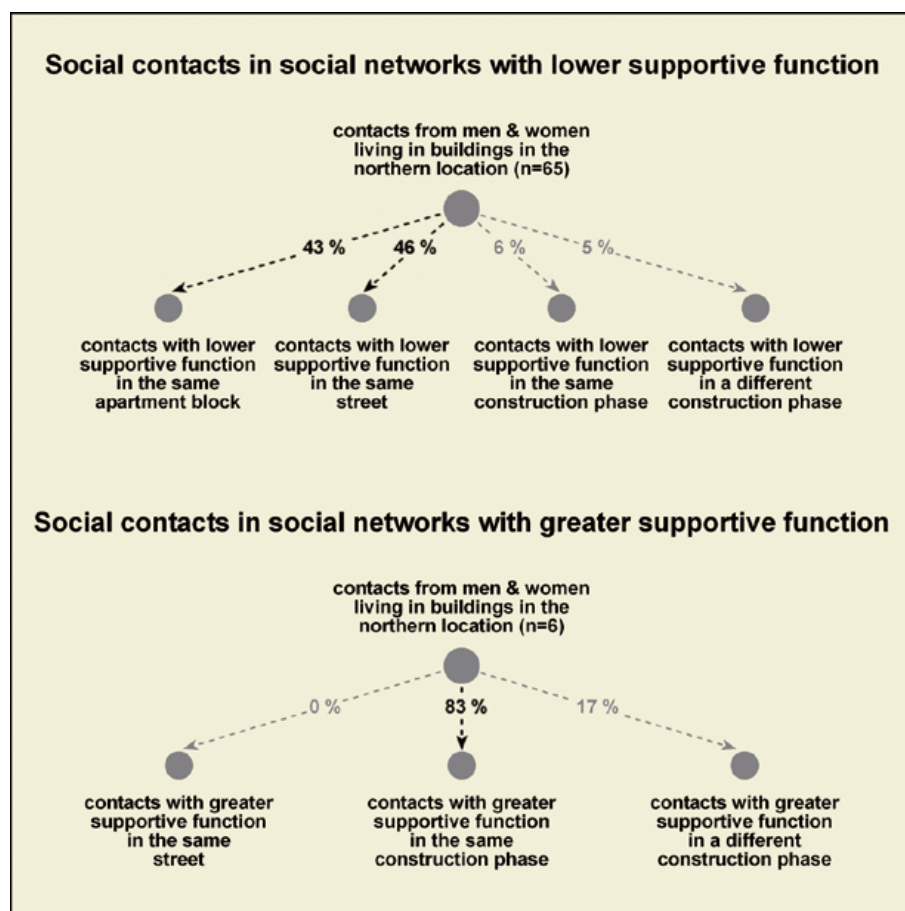 Social contacts in social networks with lower supportive function
contacts from men & women
living in buildings in the
northern location (n=65)
43 %
46 %
6 %
5 %
contacts with lower
supportive function
in the same
apartment block
contacts with lower
supportive function
in the same
street
contacts with lower
supportive function
in the same
construction phase
contacts with lower
supportive function
in a different
construction phase
Social contacts in social networks with greater supportive function
contacts from men & women
living in buildings in the
northern location (n=6)
0 %
83 %
17 %
contacts with greater
supportive function
in the same
street
contacts with greater
supportive function
in the same
construction phase
contacts with greater
supportive function
in a different
construction phase